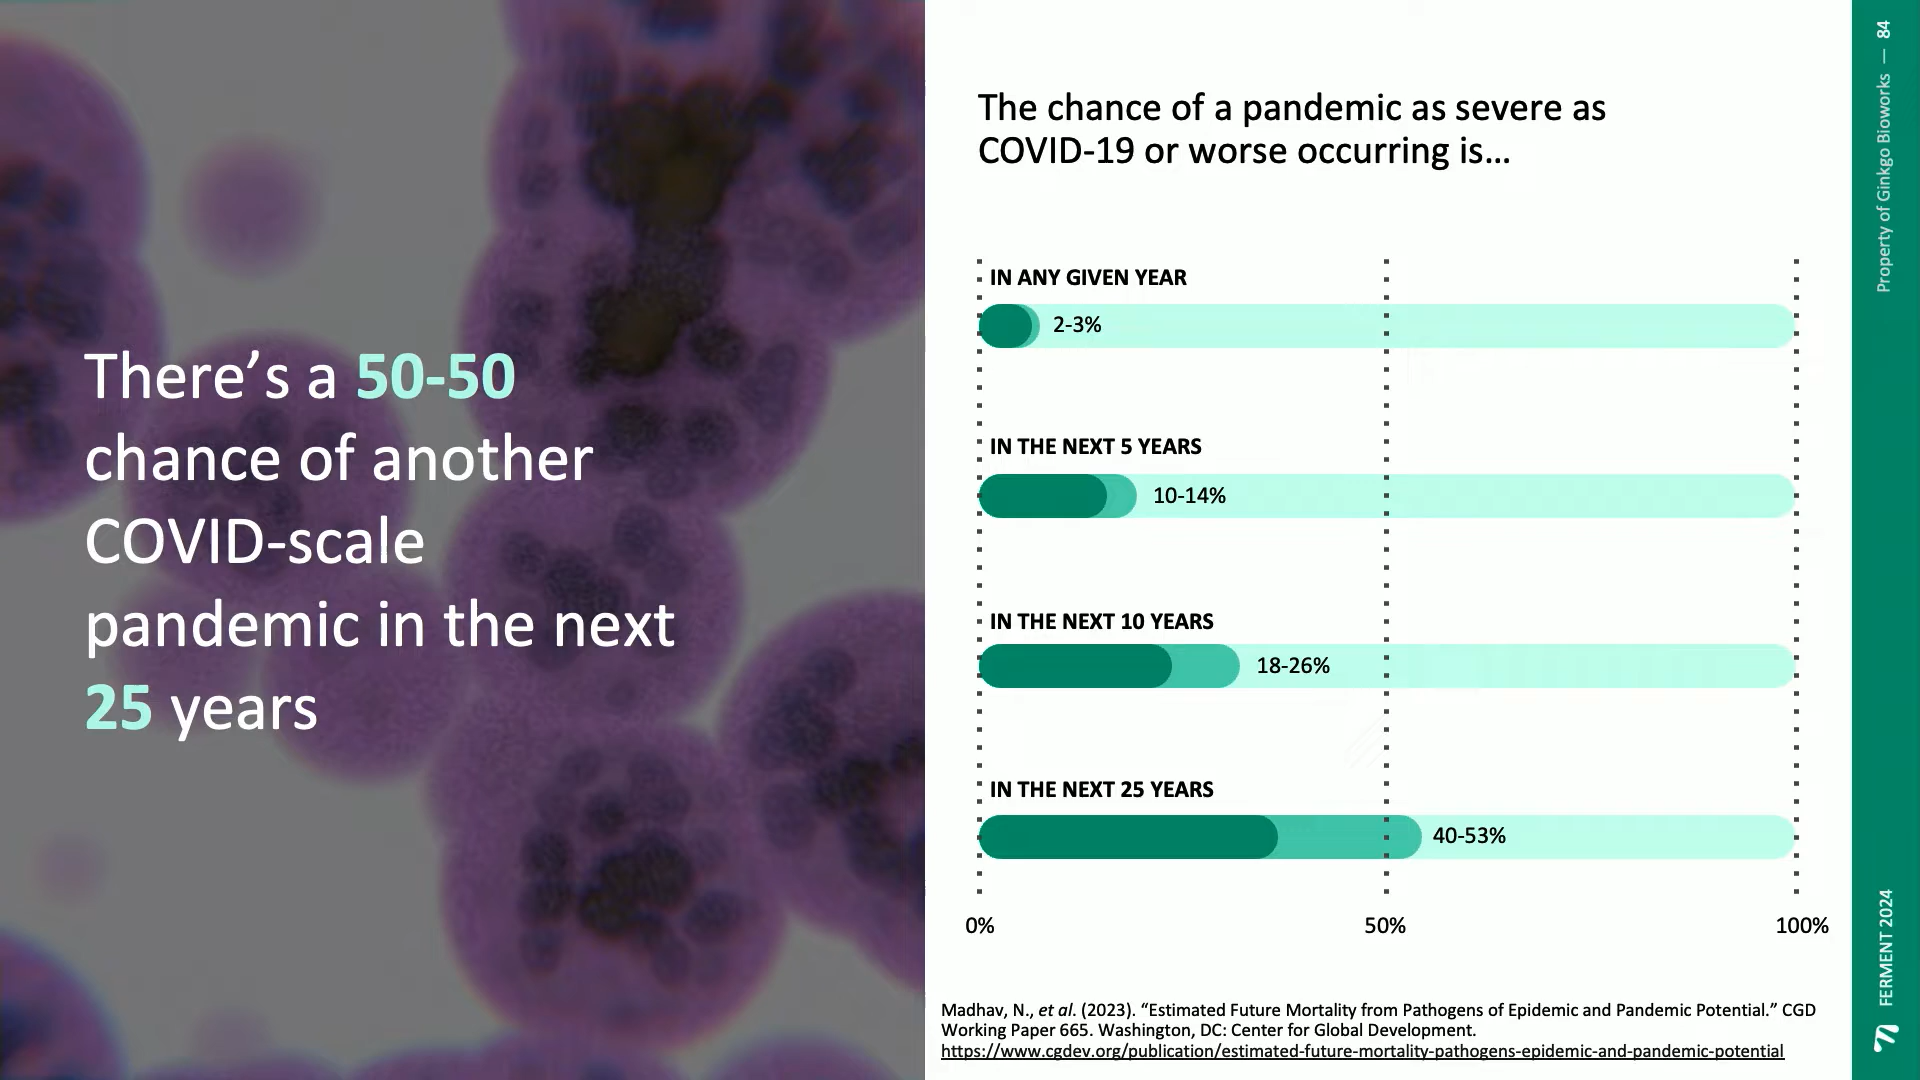 There’s a 50-50
chance of another
COVID-scale
pandemic in the next
25 years
The chance of a pandemic as severe as
COVID-19 or worse occurring is…
IN ANY GIVEN YEAR
2-3%
IN THE NEXT 5 YEARS
10-14%
IN THE NEXT 10 YEARS
18-26%
IN THE NEXT 25 YEARS
40-53%
0%
50%
100%
Madhav, N., et al. (2023). “Estimated Future Mortality from Pathogens of Epidemic and Pandemic Potential.” CGD
Working Paper 665. Washington, DC: Center for Global Development.
https://www.cgdev.org/publication/estimated-future-mortality-pathogens-epidemic-and-pandemic-potential
Property of Ginkgo Bioworks — 84
FERMENT 2024